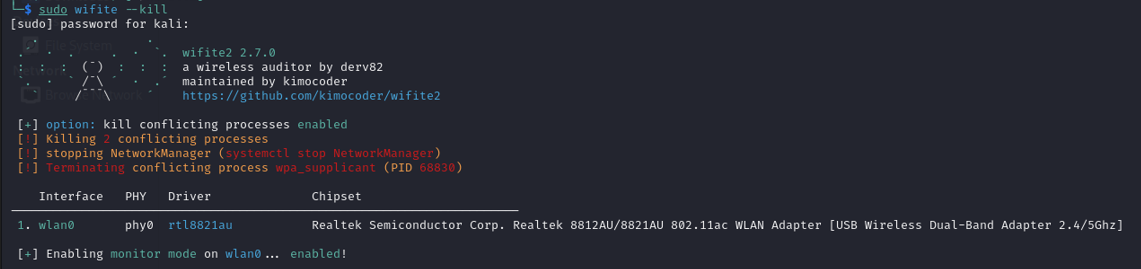 └─$ sudo wifite --kill
[sudo] password for kali:
wifite2 2.7.0
a wireless auditor by derv82
maintained by kimocoder
https://github.com/kimocoder/wifite2
[+] option: kill conflicting processes enabled
[!] Killing 2 conflicting processes
[!] stopping NetworkManager (systemctl stop NetworkManager)
[!] Terminating conflicting process wpa_supplicant (PID 68830)
Interface PHY Driver Chipset
1. wlan0 phy0 rtl8821au Realtek Semiconductor Corp. Realtek 8812AU/8821AU 802.11ac WLAN Adapter [USB Wireless Dual-Band Adapter 2.4/5Ghz]
[+] Enabling monitor mode on wlan0... enabled!